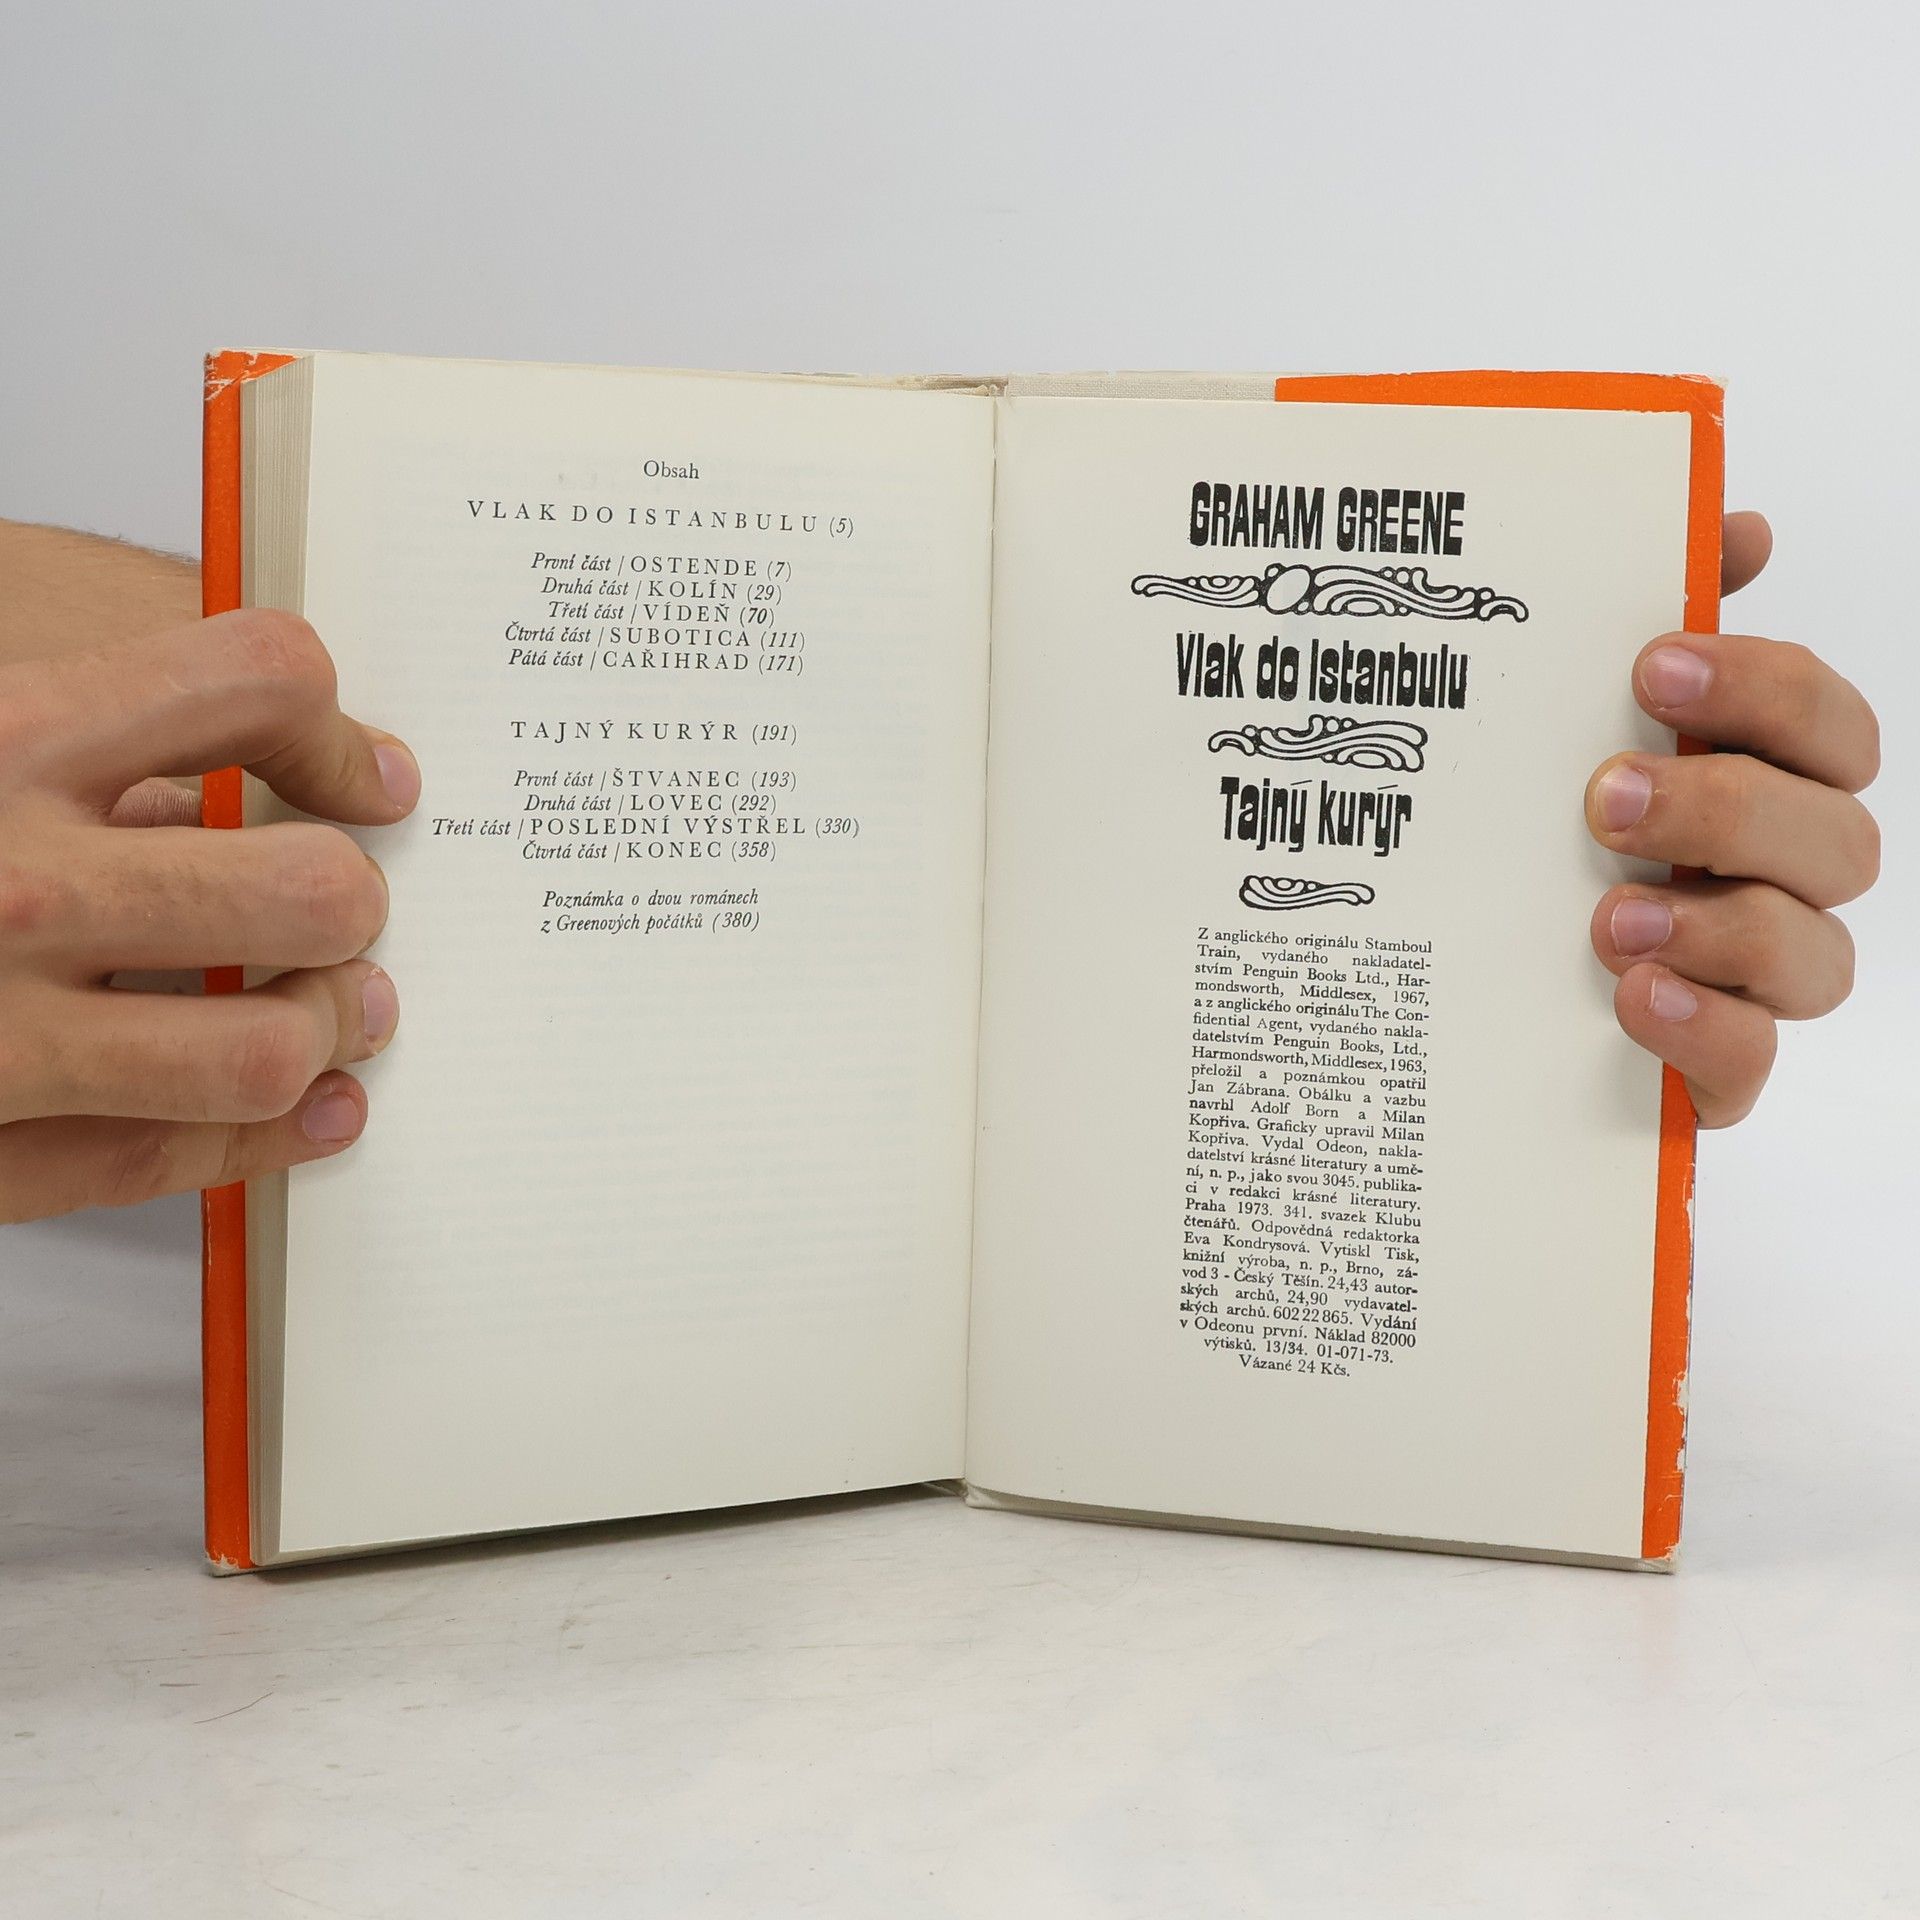 Obsah
VLAK DO ISTANBULU (5)
První část / OSTENDE (7)
Druhá část / KOLÍN (29)
Třetí část / VÍDEŇ (70)
Čtvrtá část / SUBOTICA (111)
Pátá část / CAŘIHRAD (171)
TAJNÝ KURÝR (191)
První část / ŠTVANEC (193)
Druhá část / LOVEC (292)
Třetí část / POSLEDNÍ VÝSTŘEL (330)
Čtvrtá část / KONEC (358)
Poznámka o dvou románech
z Greenových počátků (380)
GRAHAM GREENE
Vlak do Istanbulu
Tajný kurýr
Z anglického originálu Stamboul
Train, vydaného nakladatel-
stvím Penguin Books Ltd., Har-
mondsworth, Middlesex, 1967,
a z anglického originálu The Con-
fidential Agent, vydaného nakla-
datelstvím Penguin Books, Ltd.,
Harmondsworth, Middlesex, 1963,
přeložil a poznámkou opatřil
Jan Zábrana. Obálku a vazbu
navrhl Adolf Born a Milan
Kopřiva. Graficky upravil Milan
Kopřiva. Vydal Odeon, nakla-
datelství krásné literatury a umě-
ní, n. p., jako svou 3045. publika-
ci v redakci krásné literatury.
Praha 1973. 341. svazek Klubu
čtenářů. Odpovědná redaktorka
Eva Kondrysová. Vytiskl Tisk,
knižní výroba, n. p., Brno, zá-
vod 3 - Český Těšín. 24,43 autor-
ských archů, 24,90 vydavatel-
ských archů. 602 22 865. Vydání
v Odeonu první. Náklad 82000
výtisků. 13/34. 01-071-73.
Vázané 24 Kčs.